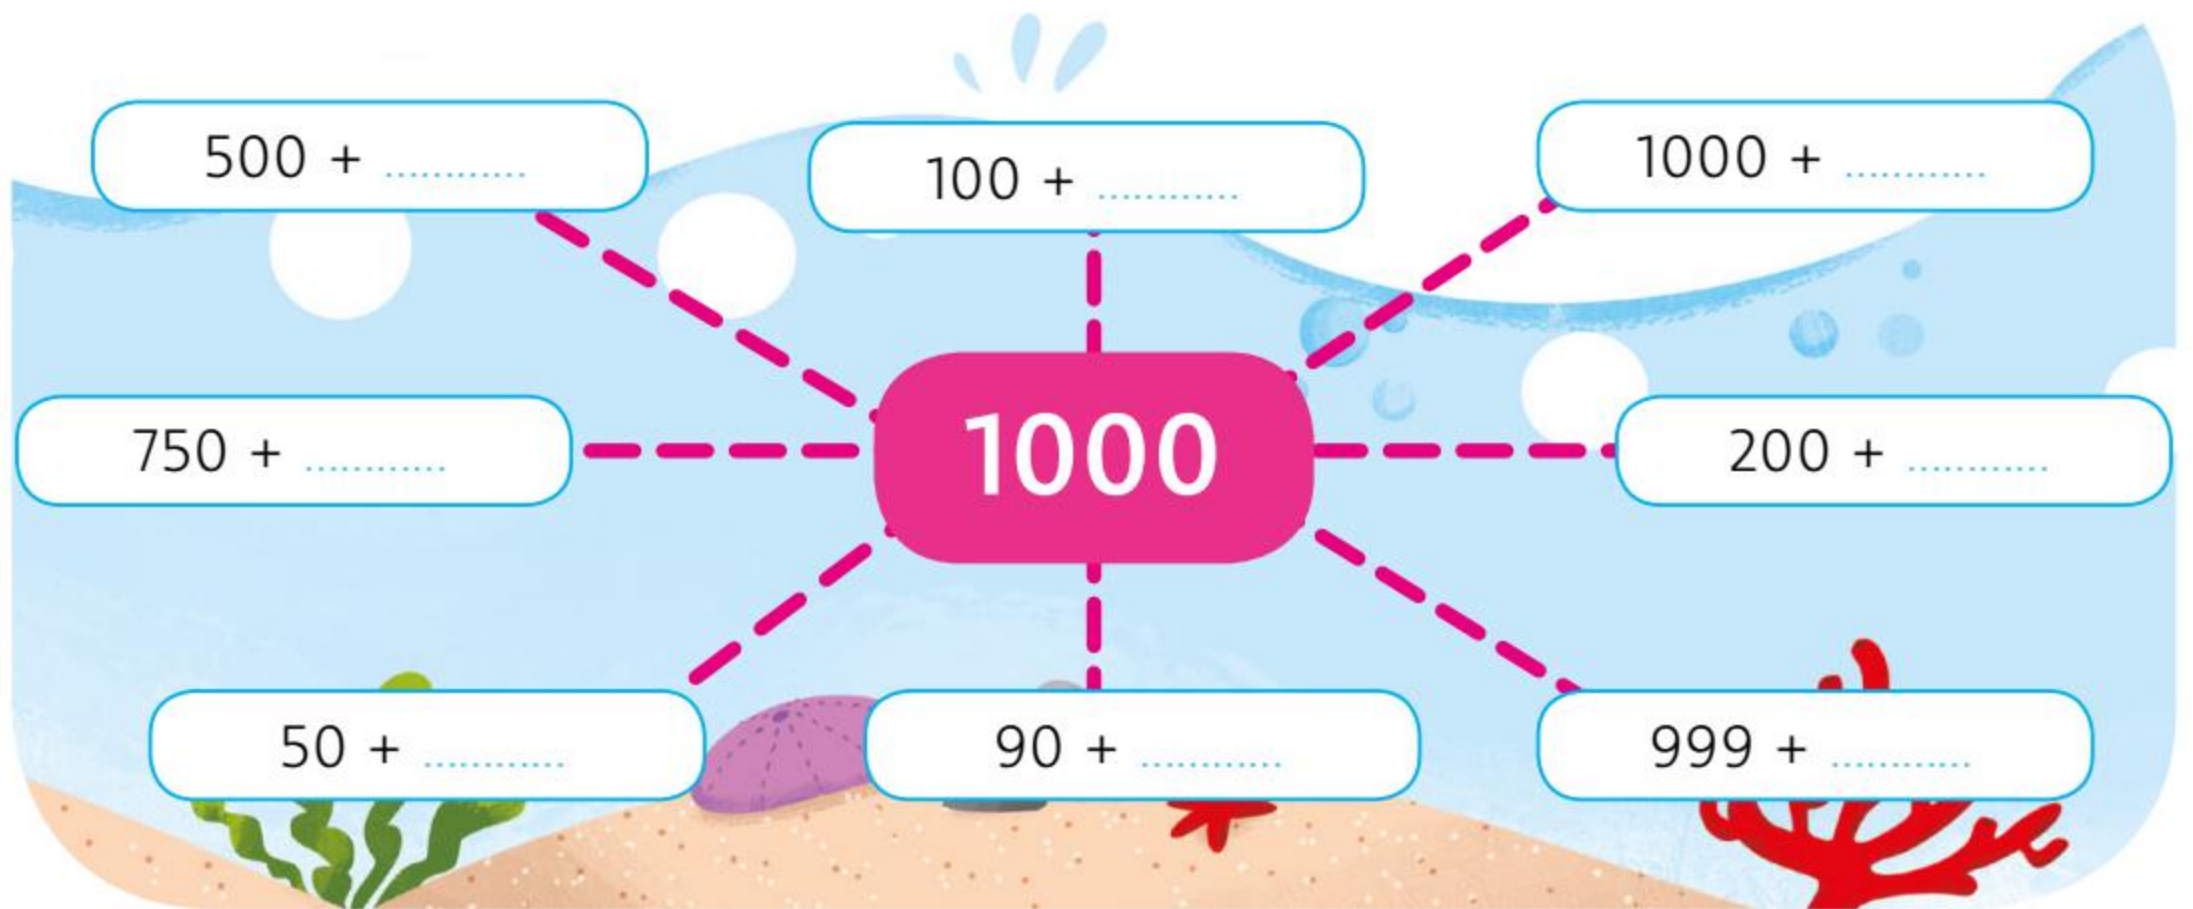 500 + ............
100 + ............
1000 + ............
750 + ............
1000
200 + ............
50 + ............
90 + ............
999 + ............